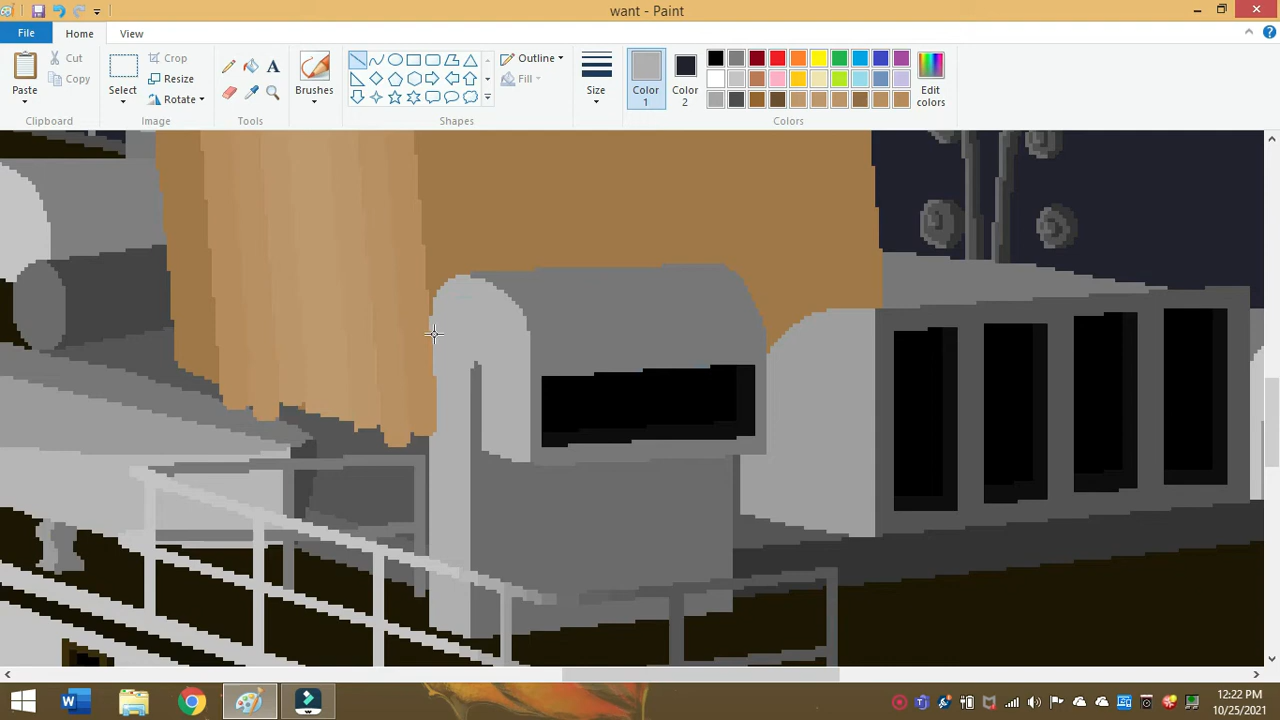 want - Paint
File
Home
View
Paste
Cut
Copy
Clipboard
Select
Crop
Resize
Rotate
Image
A
Tools
Brushes
Outline
Fill
Shapes
Size
Color
1
Color
2
Edit
colors
Colors
12:22 PM
10/25/2021